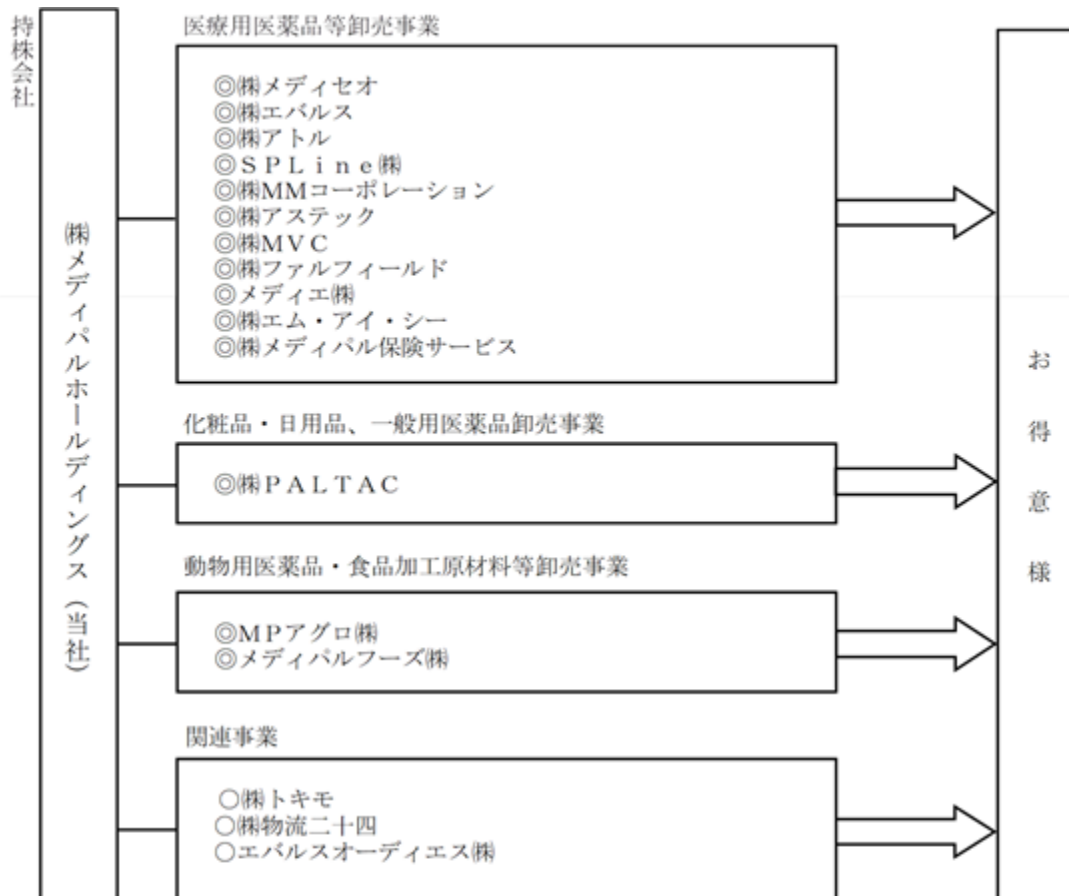 持株会社
㈱メディパルホールディングス（当社）
医療用医薬品等卸売事業
◎㈱メディセオ
◎㈱エバルス
◎㈱アトル
◎ＳＰＬｉｎｅ㈱
◎㈱MMコーポレーション
◎㈱アステック
◎㈱ＭＶＣ
◎㈱ファルフィールド
◎メディエ㈱
◎㈱エム・アイ・シー
◎㈱メディパル保険サービス
化粧品・日用品、一般用医薬品卸売事業
◎㈱ＰＡＬＴＡＣ
動物用医薬品・食品加工原材料等卸売事業
◎ＭＰアグロ㈱
◎メディパルフーズ㈱
関連事業
○㈱トキモ
○㈱物流二十四
○エバルスオーディエス㈱
お得意様